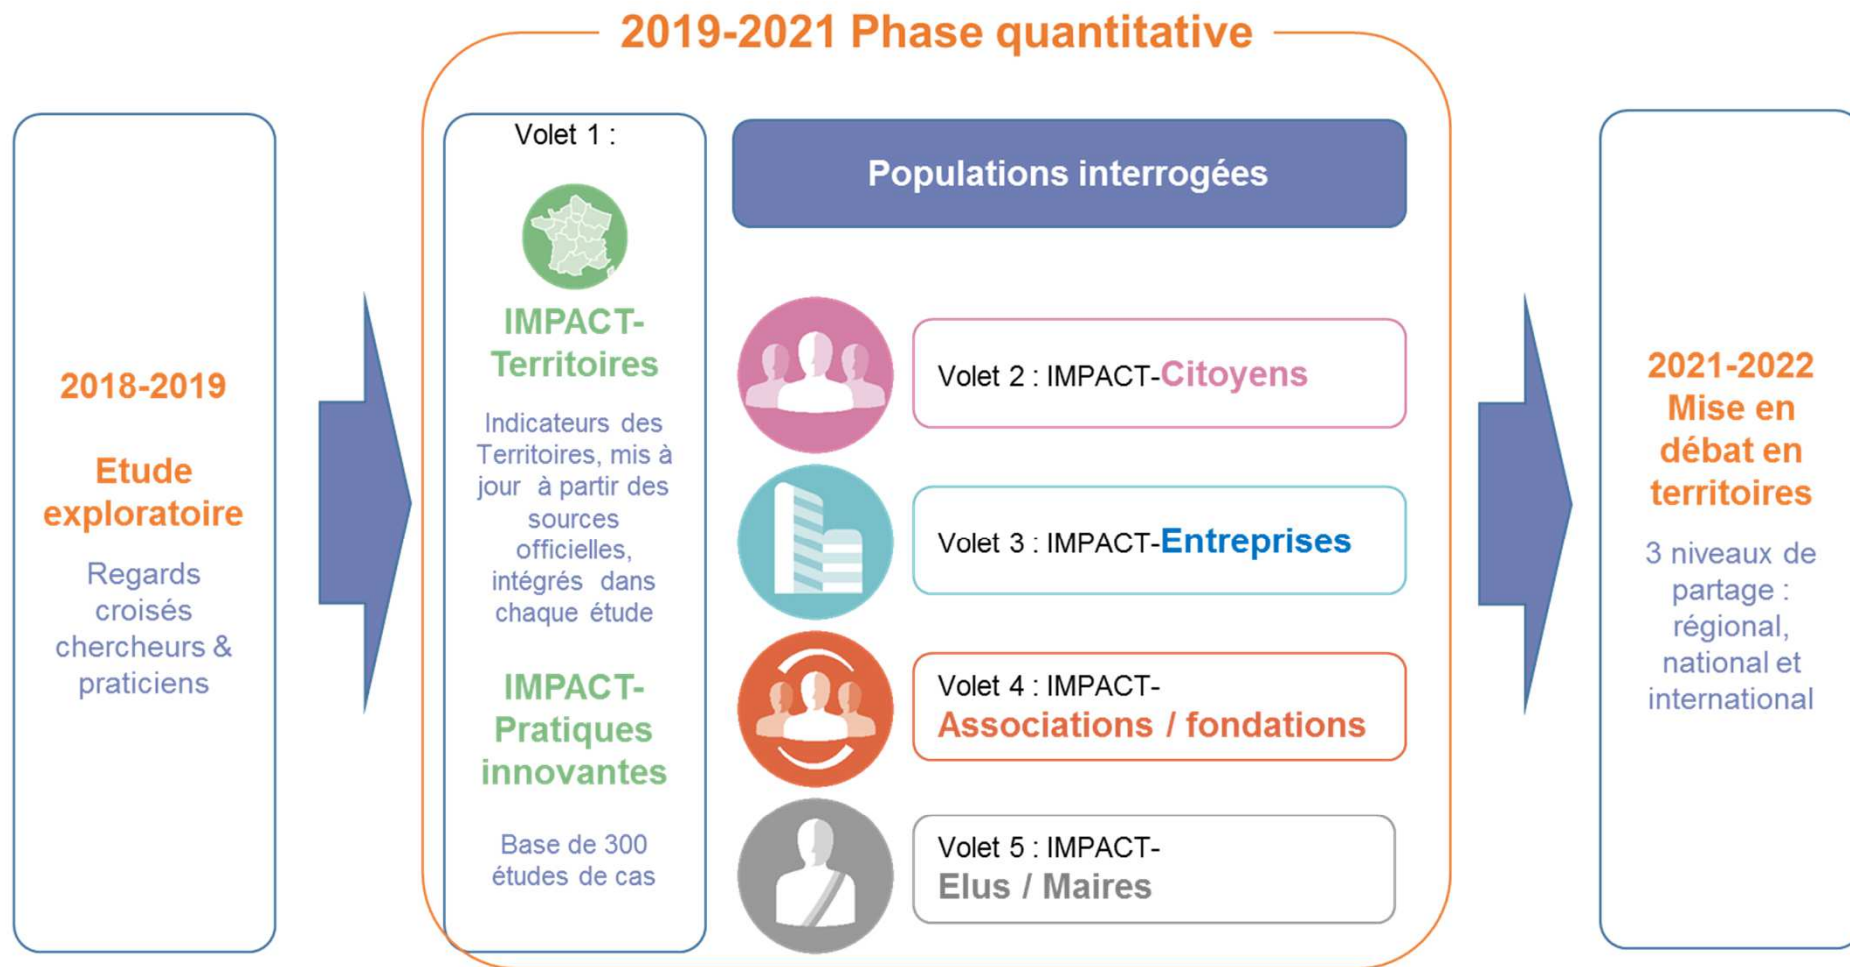 2019-2021 Phase quantitative
2018-2019
Etude
exploratoire
Regards
croisés
chercheurs &
praticiens
Volet 1 :
IMPACT-
Territoires
Indicateurs des
Territoires, mis à
jour à partir des
sources
officielles,
intégrés dans
chaque étude
IMPACT-
Pratiques
innovantes
Base de 300
études de cas
Populations interrogées
Volet 2 : IMPACT-Citoyens
Volet 3 : IMPACT-Entreprises
Volet 4 : IMPACT-
Associations / fondations
Volet 5 : IMPACT-
Elus / Maires
2021-2022
Mise en
débat en
territoires
3 niveaux de
partage :
régional,
national et
international